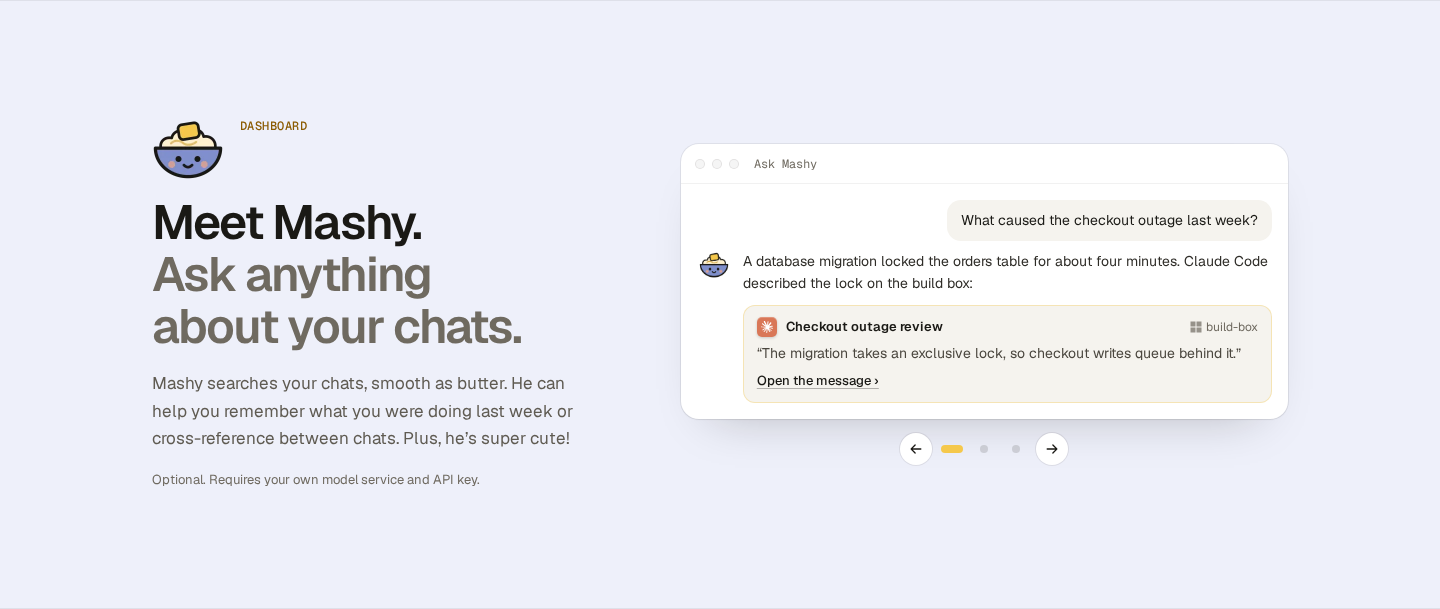 DASHBOARD
Meet Mashy.
Ask anything
about your chats.
Mashy searches your chats, smooth as butter. He can
help you remember what you were doing last week or
cross-reference between chats. Plus, he’s super cute!
Optional. Requires your own model service and API key.
Ask Mashy
What caused the checkout outage last week?
A database migration locked the orders table for about four minutes. Claude Code
described the lock on the build box:
Checkout outage review
build-box
“The migration takes an exclusive lock, so checkout writes queue behind it.”
Open the message ›